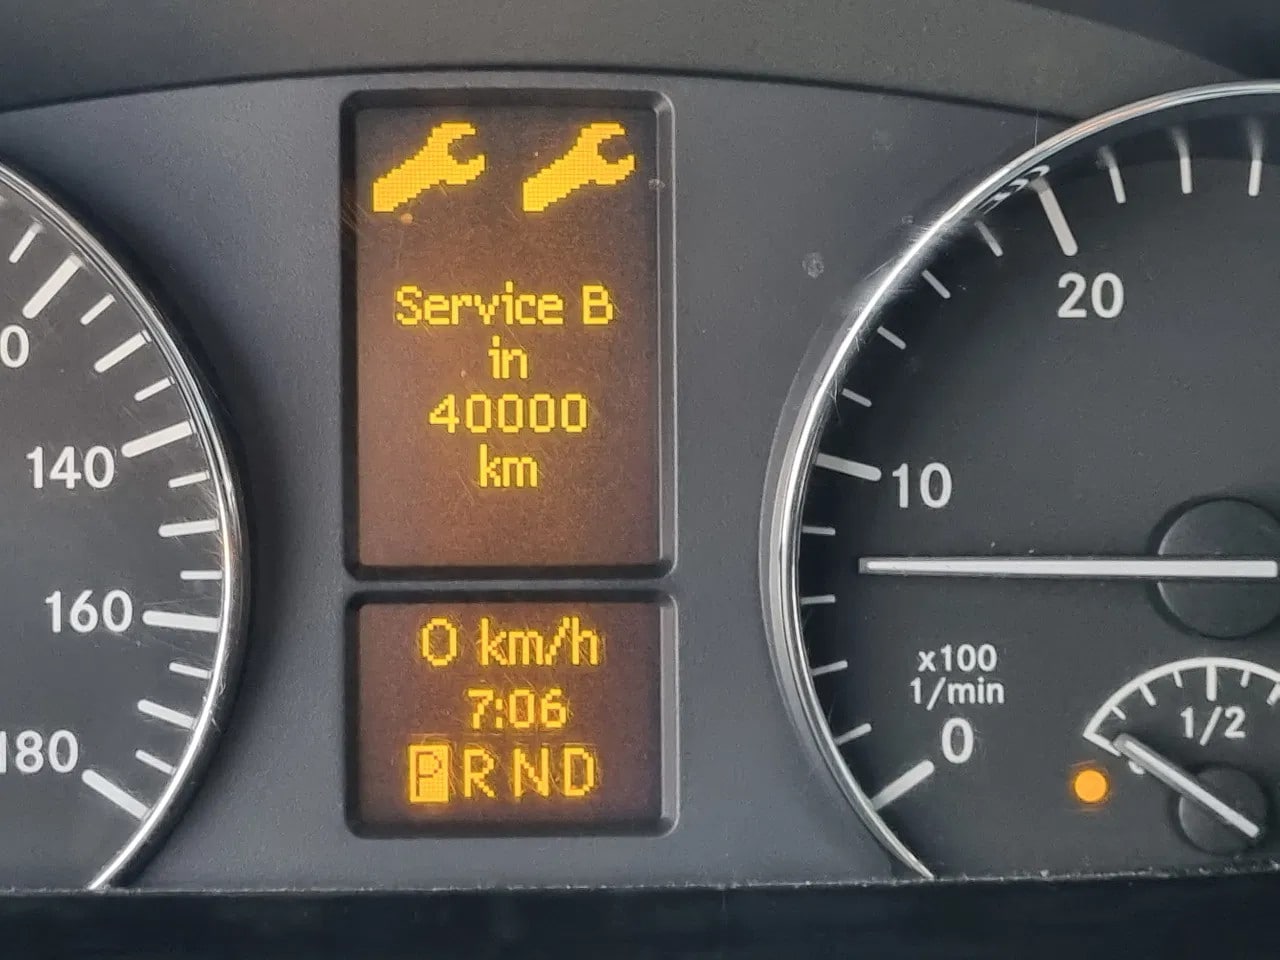 Service B
in
40000
km
0 km/h
7:06
P R N D
140
160
180
20
10
x100
1/min
0
1/2